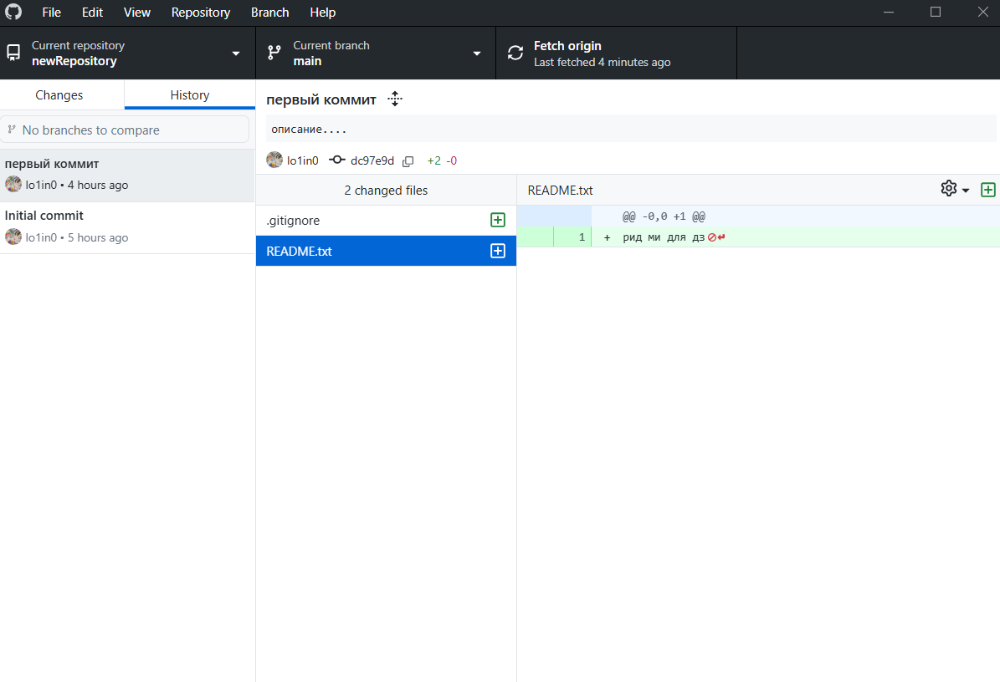 File Edit View Repository Branch Help
Current repository
newRepository
Current branch
main
Fetch origin
Last fetched 4 minutes ago
Changes History
No branches to compare
первый коммит
lo1in0 • 4 hours ago
Initial commit
lo1in0 • 5 hours ago
первый коммит
описание....
lo1in0 dc97e9d +2 -0
2 changed files
.gitignore
README.txt
README.txt
@@ -0,0 +1 @@
1 + рид ми для дз